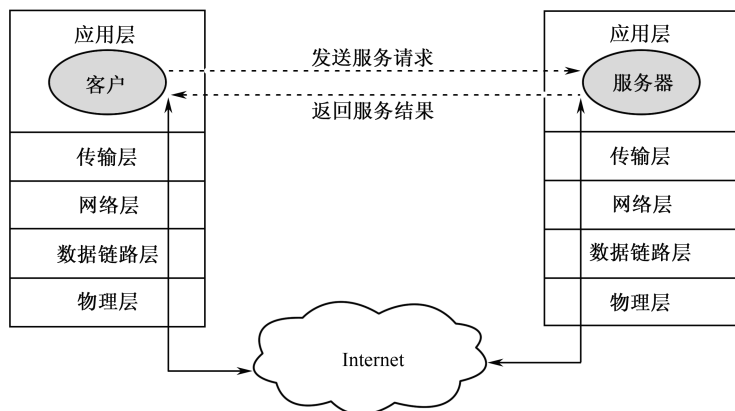 应用层
客户
传输层
网络层
数据链路层
物理层
发送服务请求
返回服务结果
Internet
应用层
服务器
传输层
网络层
数据链路层
物理层